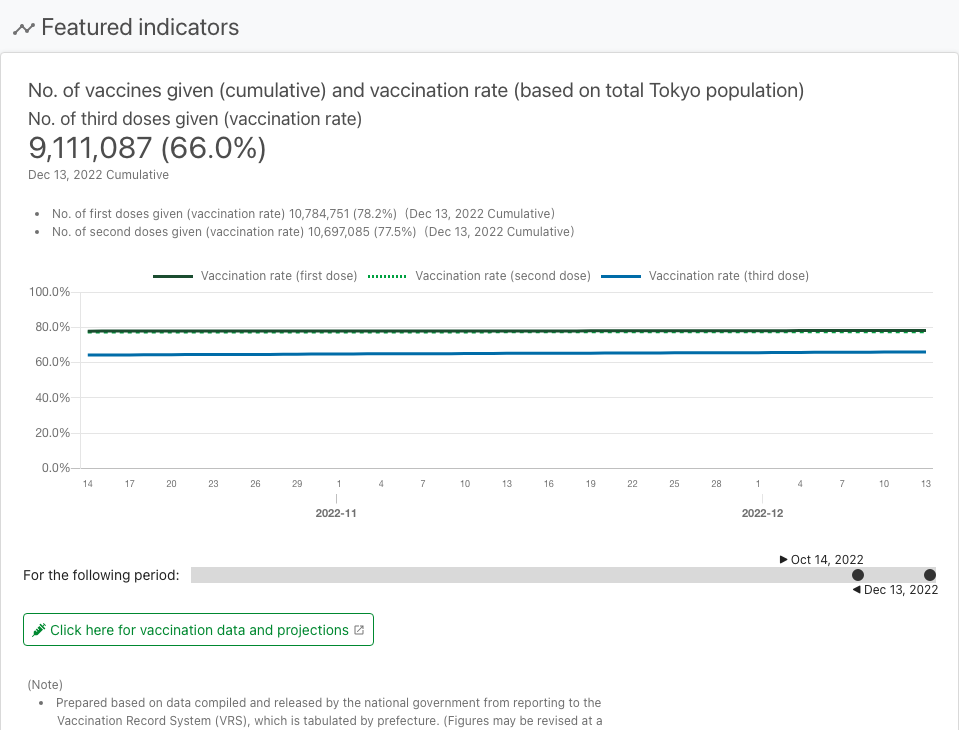 Featured indicators
No. of vaccines given (cumulative) and vaccination rate (based on total Tokyo population)
No. of third doses given (vaccination rate)
9,111,087 (66.0%)
Dec 13, 2022 Cumulative
• No. of first doses given (vaccination rate) 10,784,751 (78.2%) (Dec 13, 2022 Cumulative)
• No. of second doses given (vaccination rate) 10,697,085 (77.5%) (Dec 13, 2022 Cumulative)
Vaccination rate (first dose) Vaccination rate (second dose) Vaccination rate (third dose)
100.0%
80.0%
60.0%
40.0%
20.0%
0.0%
14 17 20 23 26 29 1 4 7 10 13 16 19 22 25 28 1 4 7 10 13
2022-11 2022-12
▶ Oct 14, 2022
For the following period:
◀ Dec 13, 2022
Click here for vaccination data and projections
(Note)
• Prepared based on data compiled and released by the national government from reporting to the
Vaccination Record System (VRS), which is tabulated by prefecture. (Figures may be revised at a